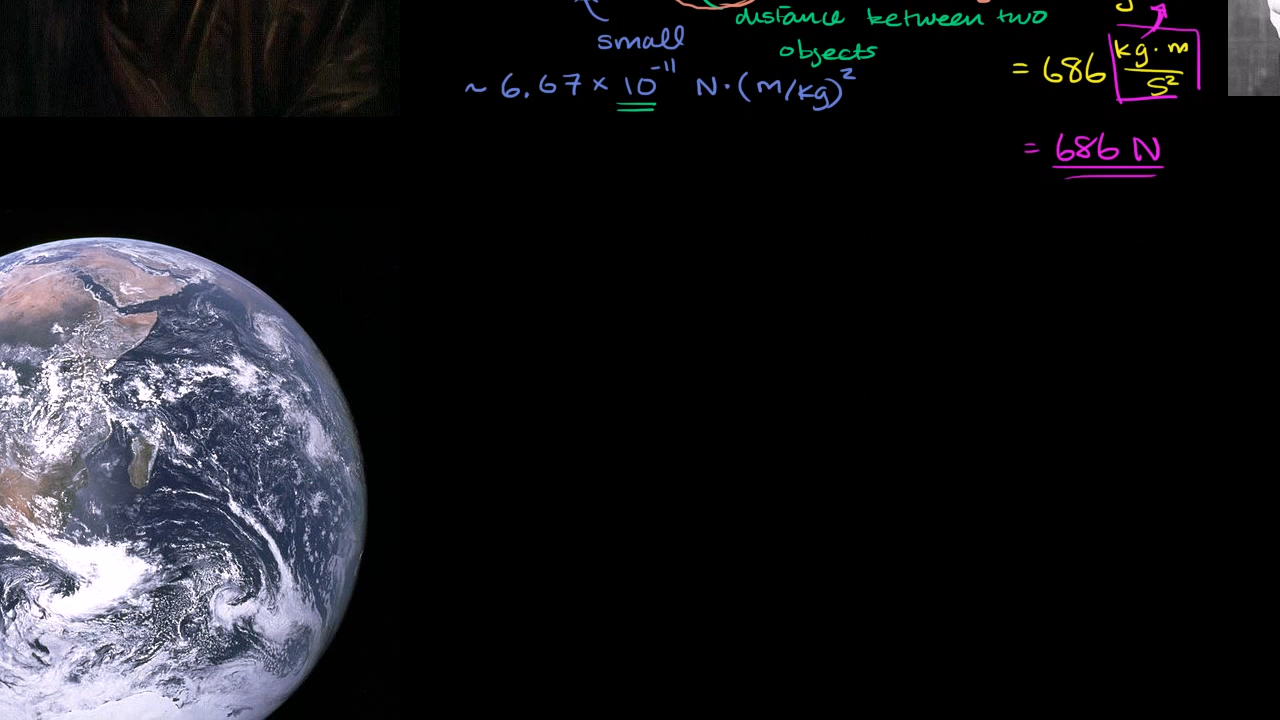 distance between two
objects
small
~ 6.67 × 10⁻¹¹ N·(m/kg)²
= 686 kg·m/s²
= 686 N